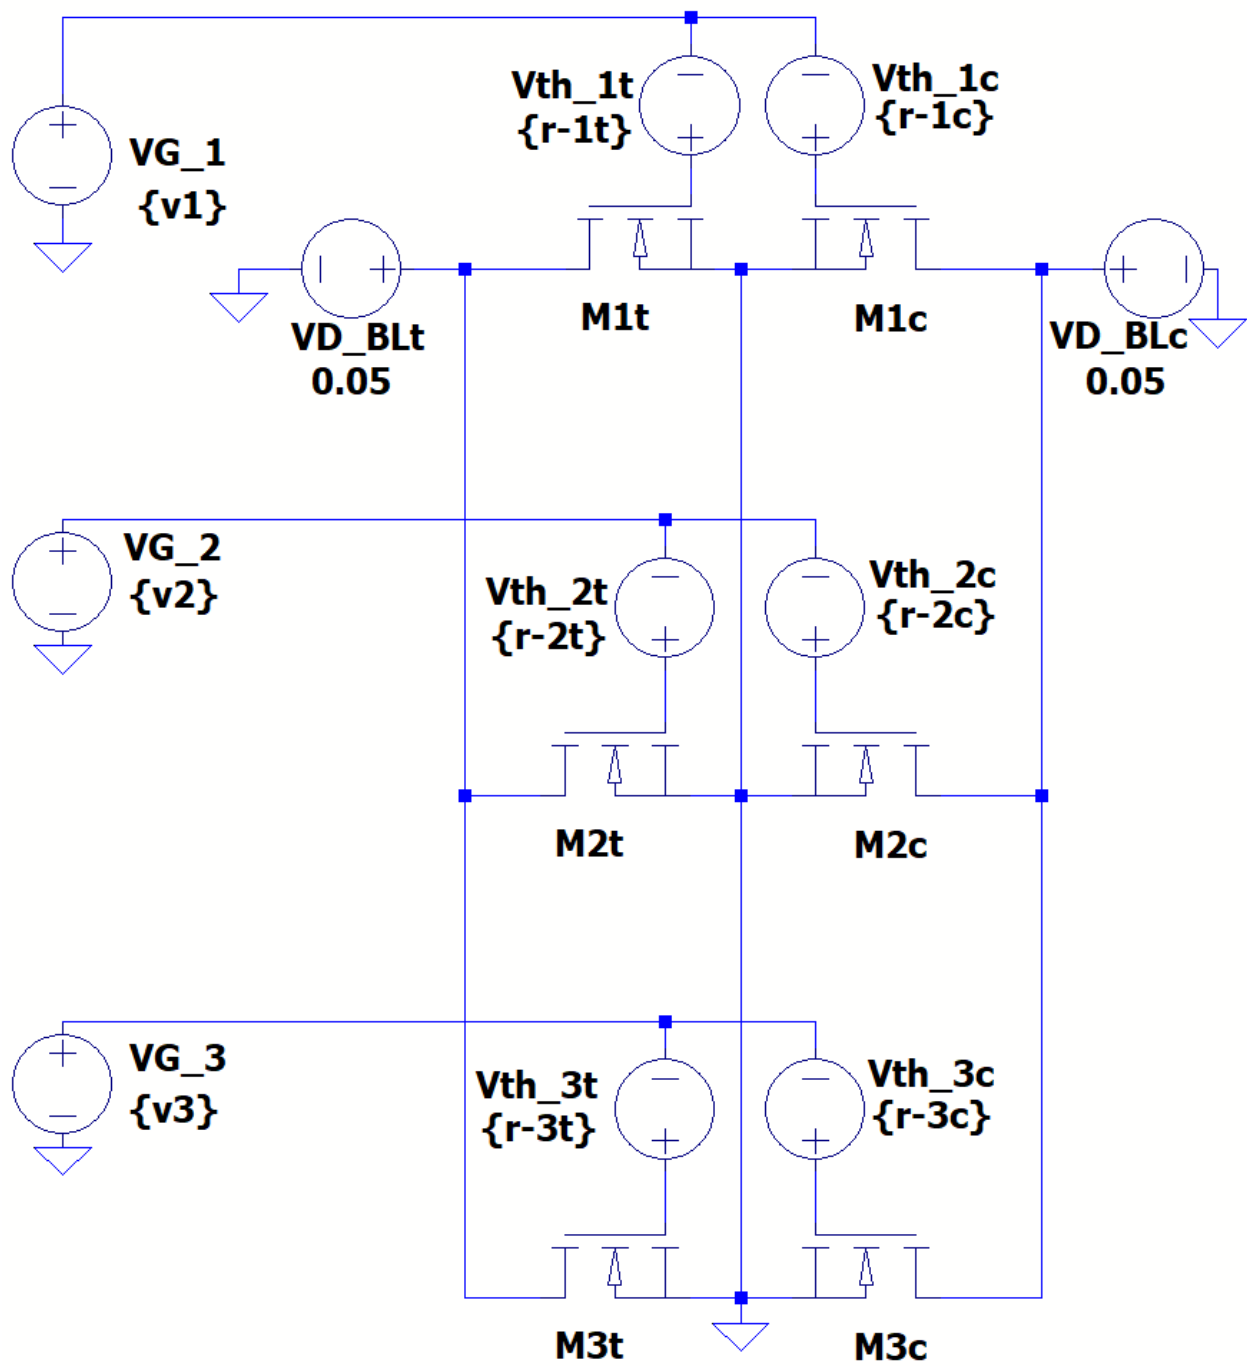 Vth_1t
{r-1t}
Vth_1c
{r-1c}
VG_1
{v1}
M1t
M1c
VD_BLt
0.05
VD_BLc
0.05
VG_2
{v2}
Vth_2t
{r-2t}
Vth_2c
{r-2c}
M2t
M2c
VG_3
{v3}
Vth_3t
{r-3t}
Vth_3c
{r-3c}
M3t
M3c